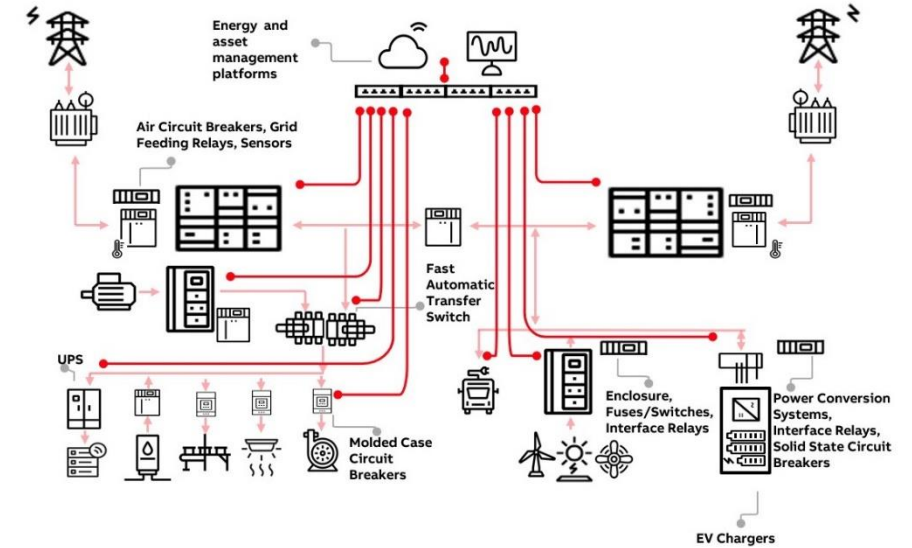 Energy and
asset
management
platforms
Air Circuit Breakers, Grid
Feeding Relays, Sensors
Fast
Automatic
Transfer
Switch
UPS
Enclosure,
Fuses/Switches,
Interface Relays
Power Conversion
Systems,
Interface Relays,
Solid State Circuit
Breakers
Molded Case
Circuit
Breakers
EV Chargers